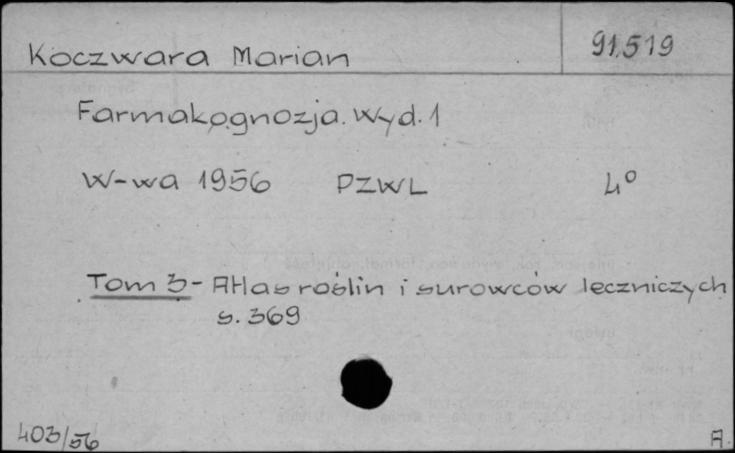 Koczwara Marian 91.519
Farmakognozja. Wyd. 1
W-wa 1956 PZWL 4°
Tom 3 - Atlas roślin i surowców leczniczych
s. 369
403/56 A.